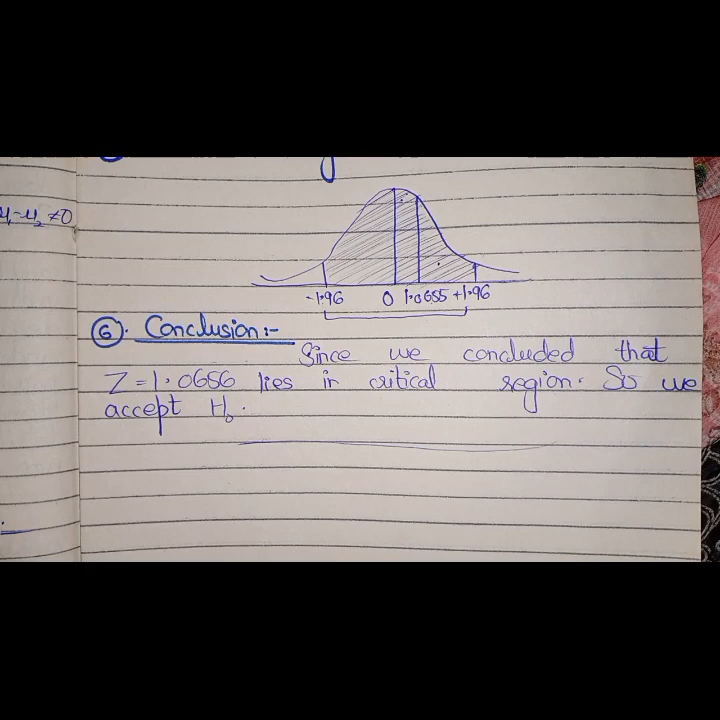 μ₁-μ₂ ≠0
-1.96 0 1.0655 +1.96
6. Conclusion:-
Since we concluded that
Z = 1.0656 lies in critical region. So we
accept H₀.